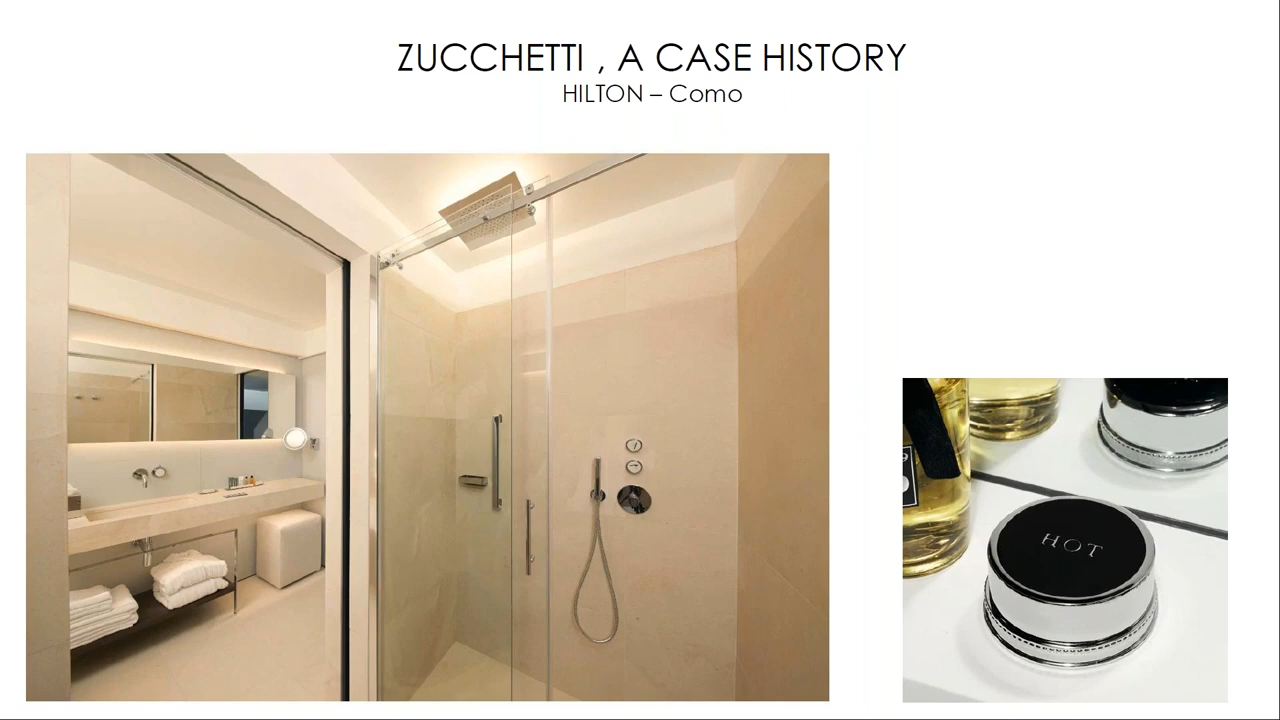 ZUCCHETTI , A CASE HISTORY
HILTON – Como
HOT